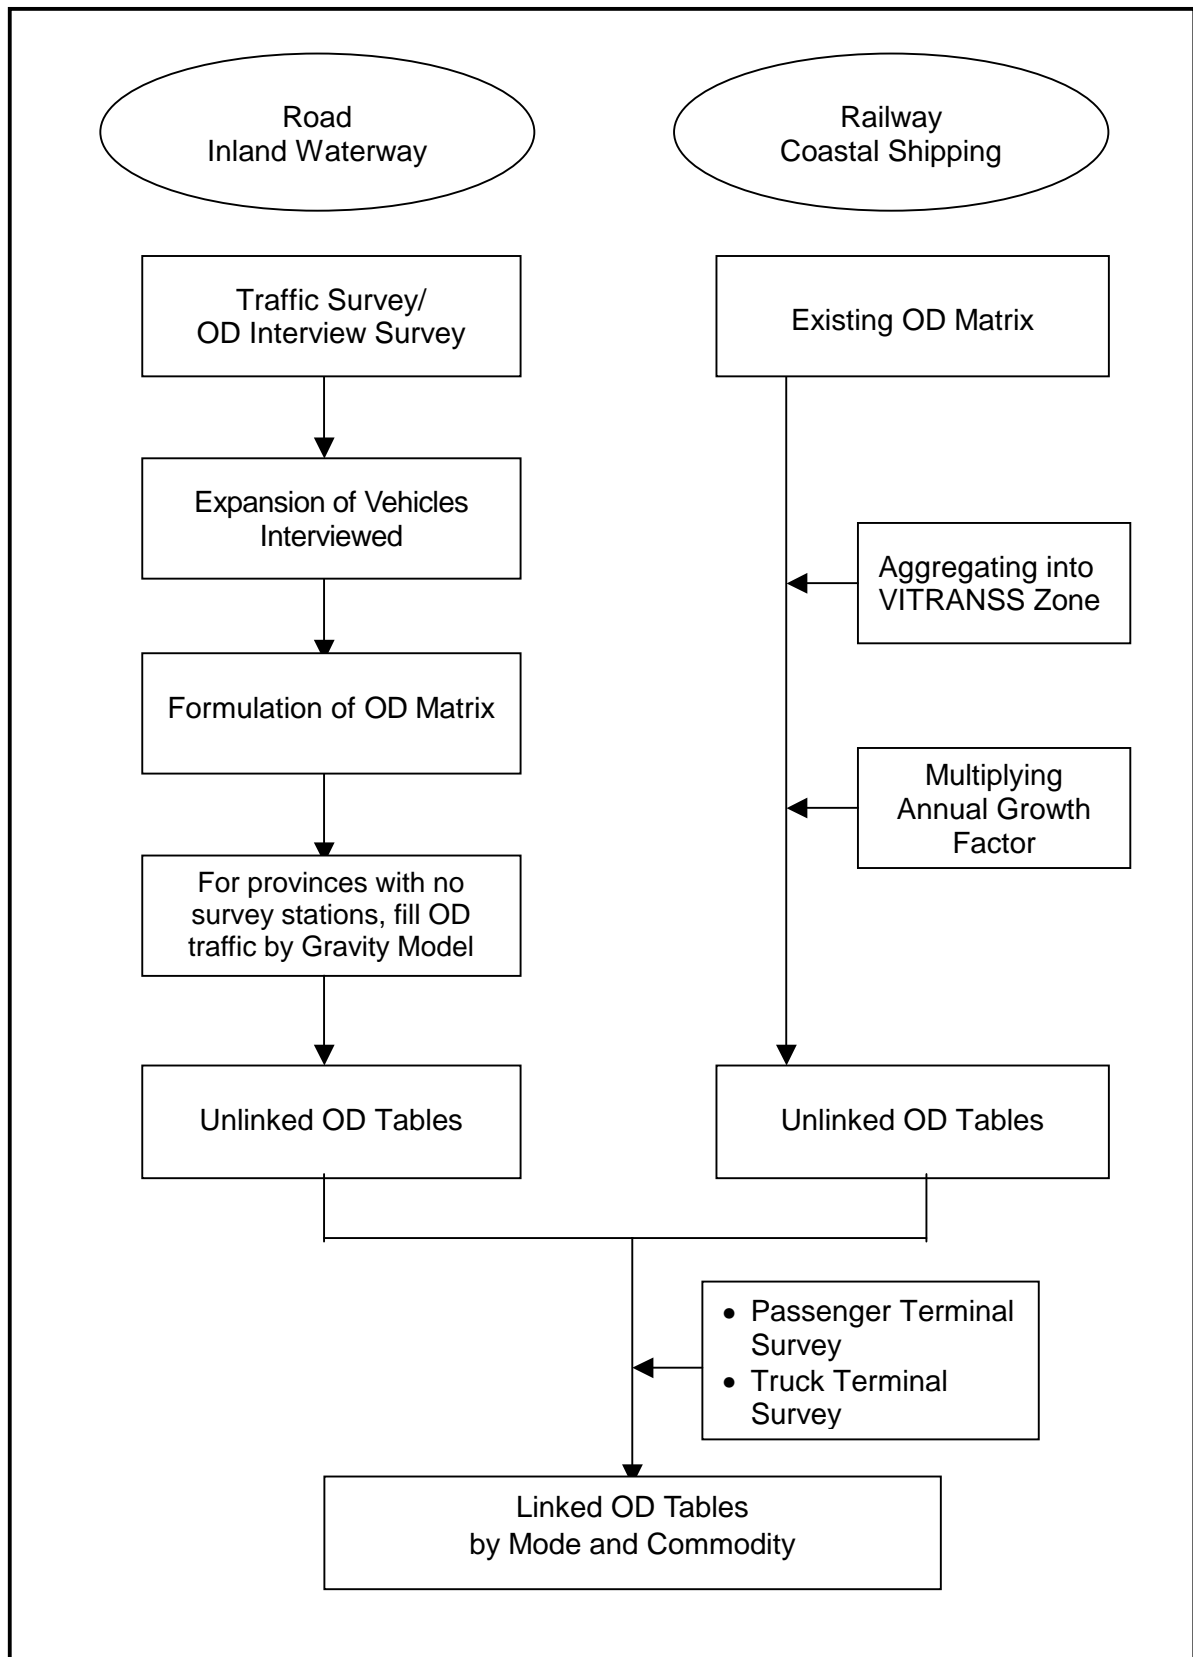 Road
Inland Waterway
Railway
Coastal Shipping
Traffic Survey/
OD Interview Survey
Existing OD Matrix
Expansion of Vehicles
Interviewed
Aggregating into
VITRANSS Zone
Formulation of OD Matrix
Multiplying
Annual Growth
Factor
For provinces with no
survey stations, fill OD
traffic by Gravity Model
Unlinked OD Tables
Unlinked OD Tables
• Passenger Terminal
Survey
• Truck Terminal
Survey
Linked OD Tables
by Mode and Commodity